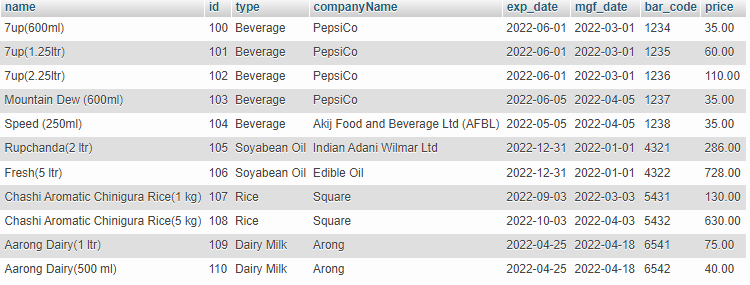 name id type companyName exp_date mgf_date bar_code price
7up(600ml) 100 Beverage PepsiCo 2022-06-01 2022-03-01 1234 35.00
7up(1.25ltr) 101 Beverage PepsiCo 2022-06-01 2022-03-01 1235 60.00
7up(2.25ltr) 102 Beverage PepsiCo 2022-06-01 2022-03-01 1236 110.00
Mountain Dew (600ml) 103 Beverage PepsiCo 2022-06-05 2022-04-05 1237 35.00
Speed (250ml) 104 Beverage Akij Food and Beverage Ltd (AFBL) 2022-05-05 2022-04-05 1238 35.00
Rupchanda(2 ltr) 105 Soyabean Oil Indian Adani Wilmar Ltd 2022-12-31 2022-01-01 4321 286.00
Fresh(5 ltr) 106 Soyabean Oil Edible Oil 2022-12-31 2022-01-01 4322 728.00
Chashi Aromatic Chinigura Rice(1 kg) 107 Rice Square 2022-09-03 2022-03-03 5431 130.00
Chashi Aromatic Chinigura Rice(5 kg) 108 Rice Square 2022-10-03 2022-04-03 5432 630.00
Aarong Dairy(1 ltr) 109 Dairy Milk Arong 2022-04-25 2022-04-18 6541 75.00
Aarong Dairy(500 ml) 110 Dairy Milk Arong 2022-04-25 2022-04-18 6542 40.00